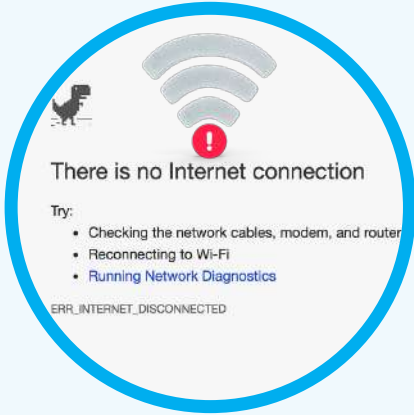 There is no Internet connection
Try:
• Checking the network cables, modem, and router
• Reconnecting to Wi-Fi
• Running Network Diagnostics
ERR_INTERNET_DISCONNECTED